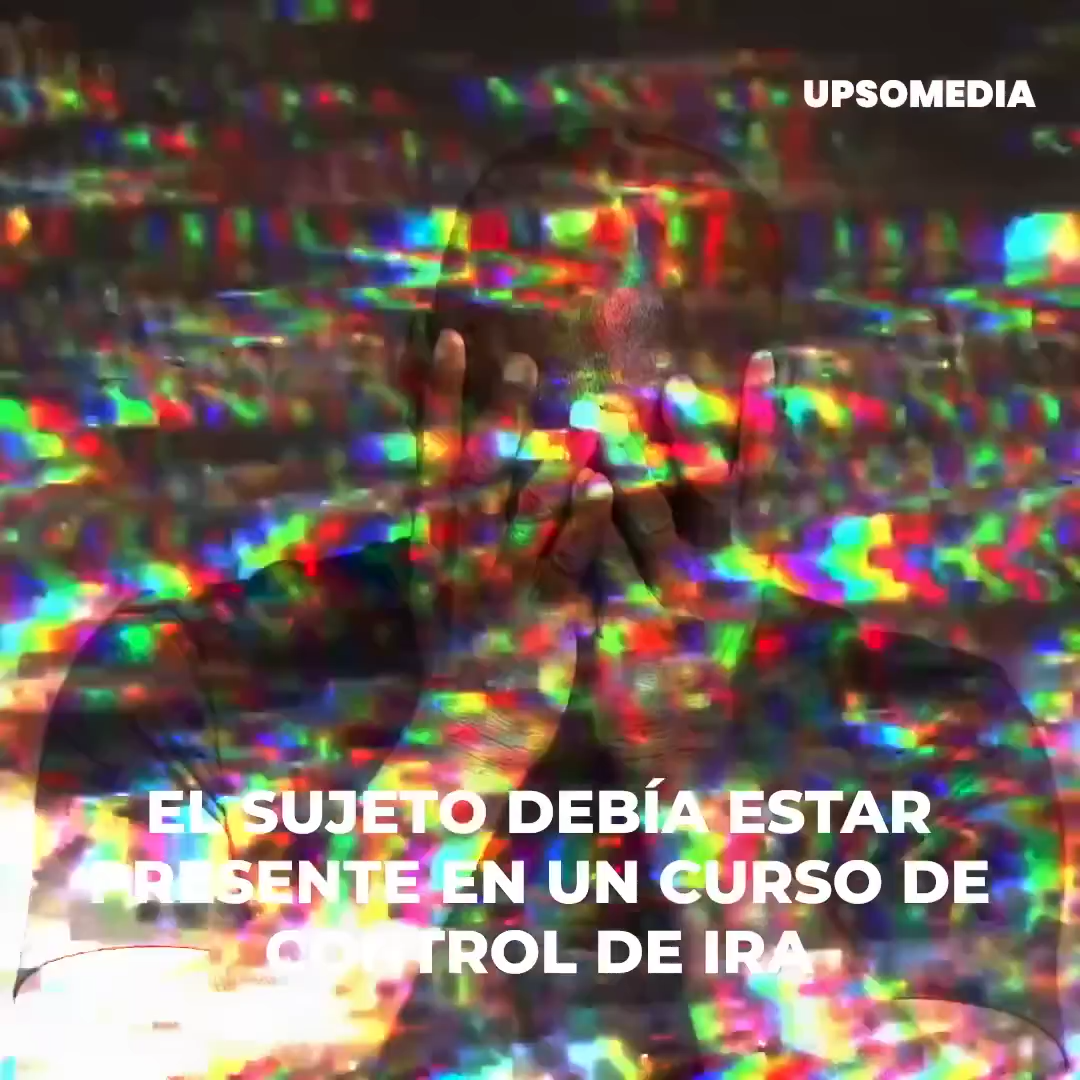 UPSOMEDIA
EL SUJETO DEBÍA ESTAR
PRESENTE EN UN CURSO DE
CONTROL DE IRA